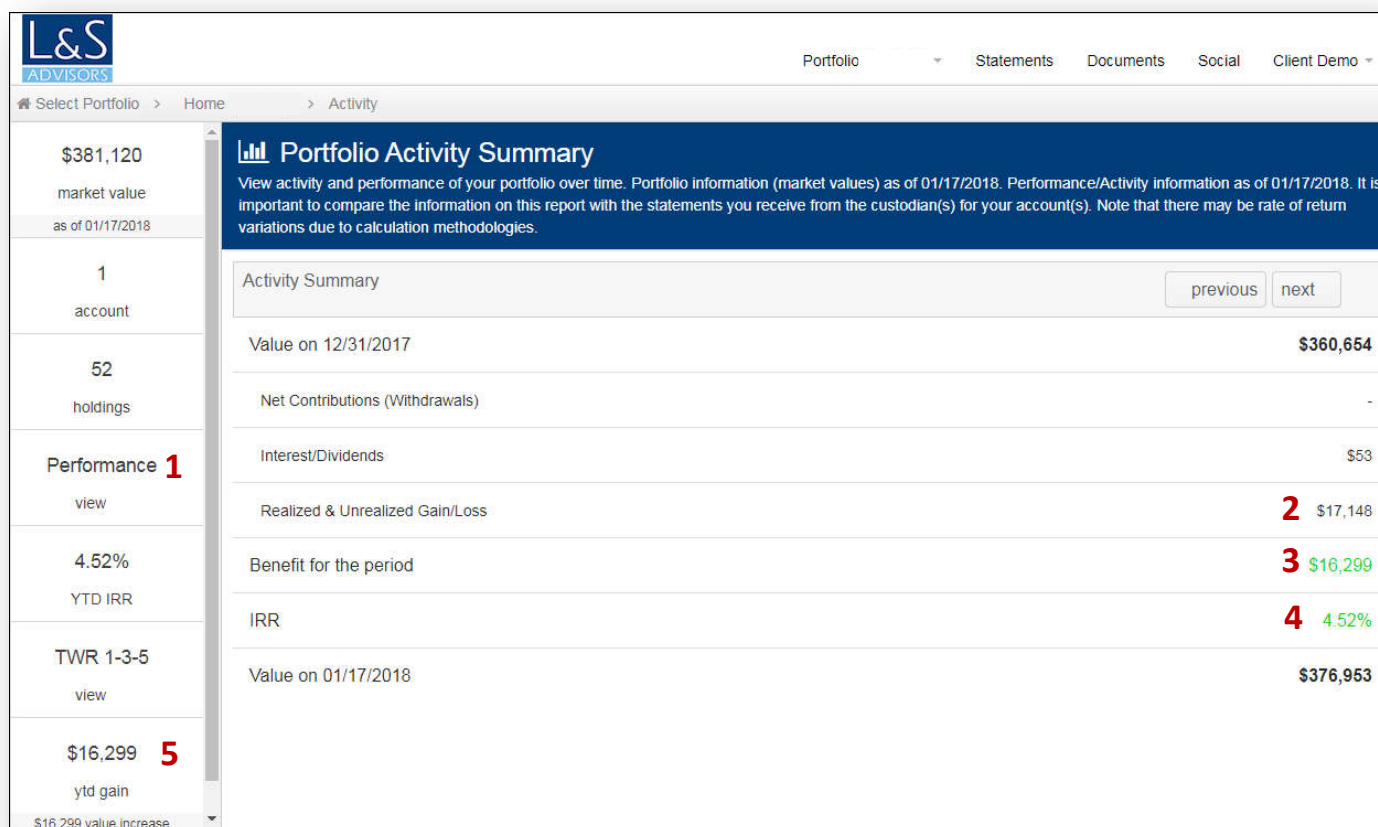 L&S
ADVISORS
Portfolio Statements Documents Social Client Demo
Select Portfolio > Home > Activity
$381,120
market value
as of 01/17/2018
1
account
52
holdings
Performance 1
view
4.52%
YTD IRR
TWR 1-3-5
view
$16,299 5
ytd gain
$16,299 value increase
Portfolio Activity Summary
View activity and performance of your portfolio over time. Portfolio information (market values) as of 01/17/2018. Performance/Activity information as of 01/17/2018. It is
important to compare the information on this report with the statements you receive from the custodian(s) for your account(s). Note that there may be rate of return
variations due to calculation methodologies.
Activity Summary previous next
Value on 12/31/2017 $360,654
Net Contributions (Withdrawals) -
Interest/Dividends $53
Realized & Unrealized Gain/Loss 2 $17,148
Benefit for the period 3 $16,299
IRR 4 4.52%
Value on 01/17/2018 $376,953